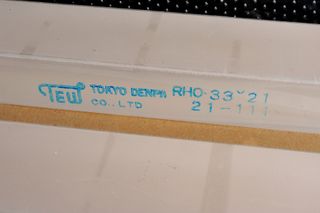 TEW TOKYO DENPA RHO-33°21
CO., LTD 21-111